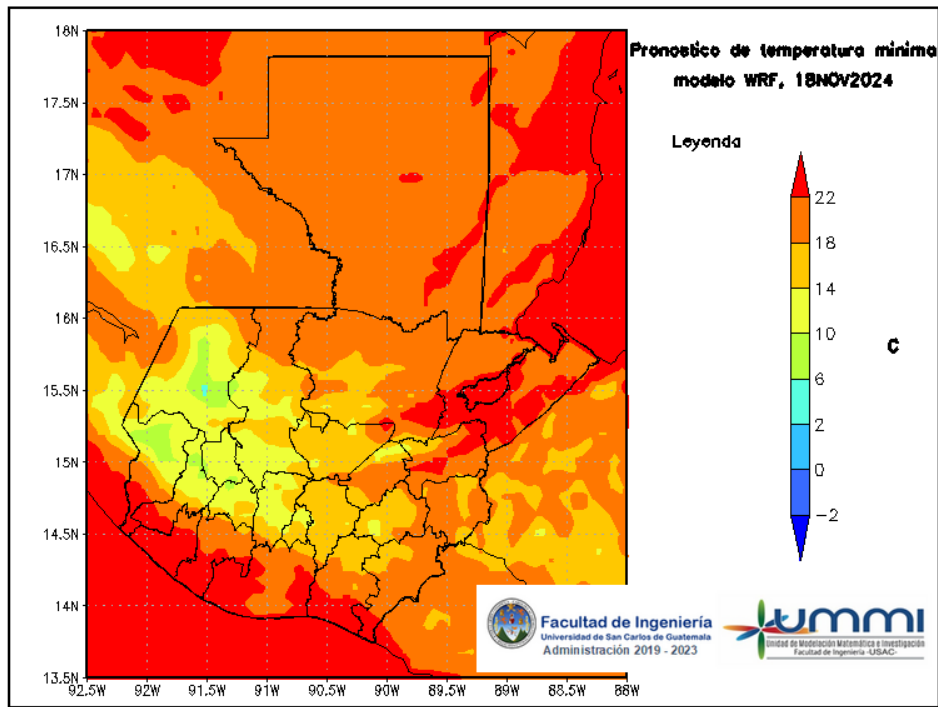 Pronostico de temperatura minima
modelo WRF, 18NOV2024
Leyenda
22
18
14
10
6
2
0
−2
C
18N
17.5N
17N
16.5N
16N
15.5N
15N
14.5N
14N
13.5N
92.5W
92W
91.5W
91W
90.5W
90W
89.5W
89W
88.5W
88W
Facultad de Ingeniería
Universidad de San Carlos de Guatemala
Administración 2019 - 2023
UMMI
Unidad de Modelación Matemática e Investigación
Facultad de Ingeniería -USAC-